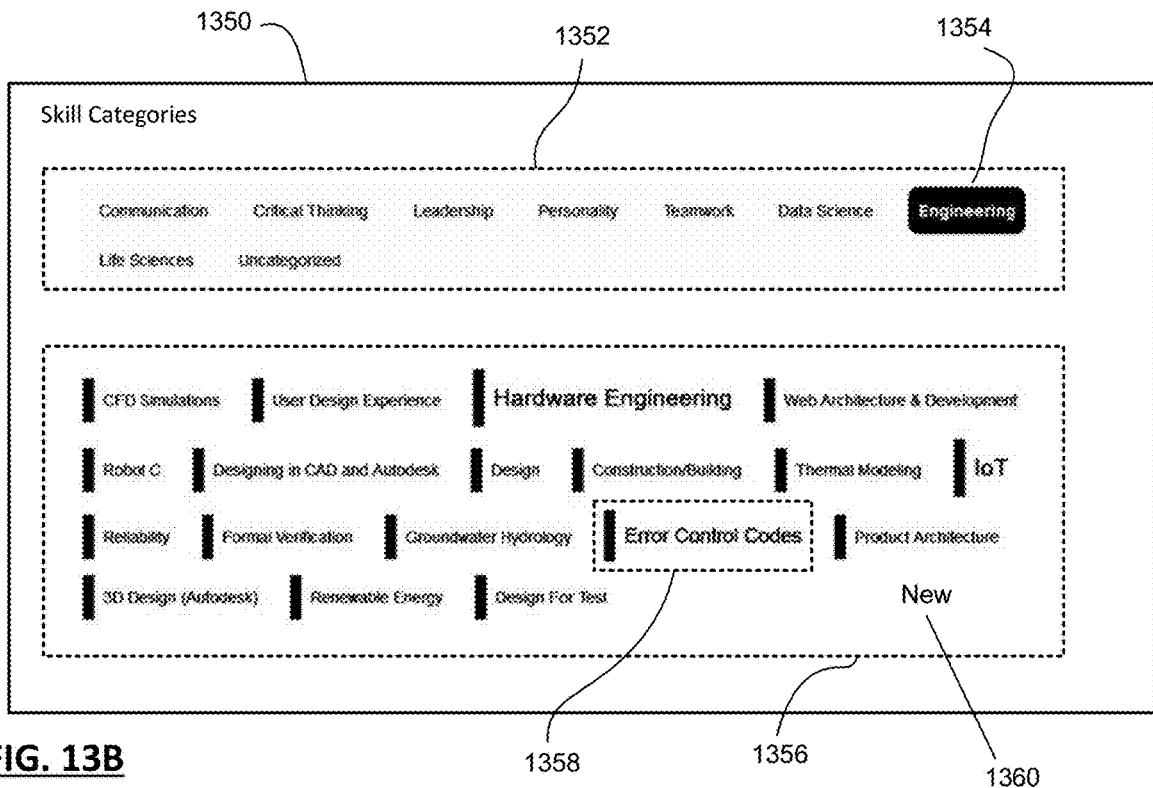 1350
1352
1354
Skill Categories
Communication Critical Thinking Leadership Personality Teamwork Data Science Engineering
Life Sciences Uncategorized
CFD Simulations User Design Experience Hardware Engineering Web Architecture & Development
Robot C Designing in CAD and Autodesk Design Construction/Building Thermal Modeling IoT
Reliability Formal Verification Groundwater Hydrology Error Control Codes Product Architecture
3D Design (Autodesk) Renewable Energy Design For Test New
FIG. 13B
1358
1356
1360